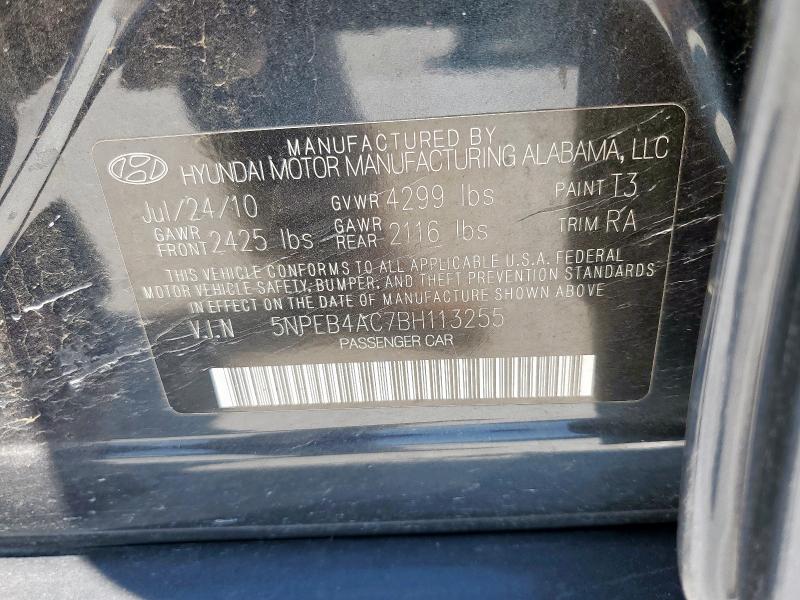 MANUFACTURED BY
HYUNDAI MOTOR MANUFACTURING ALABAMA, LLC
Jul/24/10 GVWR 4299 lbs PAINT T3
GAWR FRONT 2425 lbs GAWR REAR 2116 lbs TRIM RA
THIS VEHICLE CONFORMS TO ALL APPLICABLE U.S.A. FEDERAL
MOTOR VEHICLE SAFETY, BUMPER, AND THEFT PREVENTION STANDARDS
IN EFFECT ON THE DATE OF MANUFACTURE SHOWN ABOVE
V.I.N 5NPEB4AC7BH113255
PASSENGER CAR